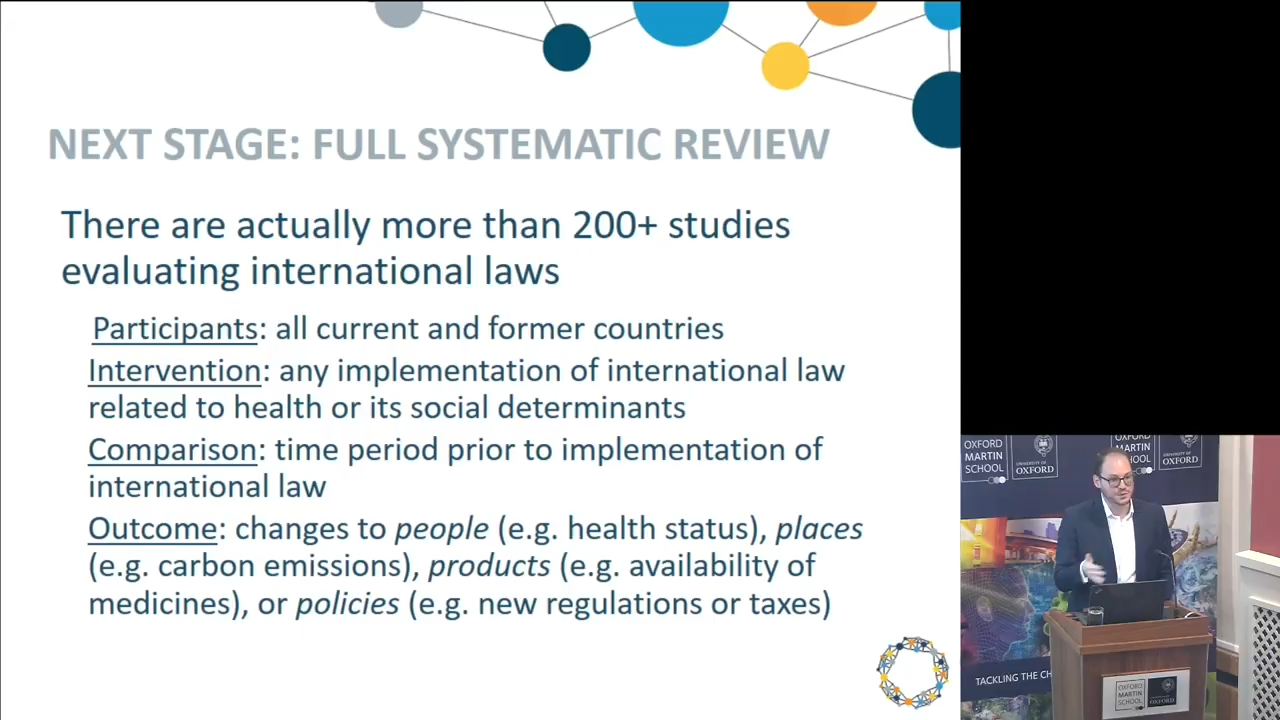 NEXT STAGE: FULL SYSTEMATIC REVIEW
There are actually more than 200+ studies
evaluating international laws
Participants: all current and former countries
Intervention: any implementation of international law
related to health or its social determinants
Comparison: time period prior to implementation of
international law
Outcome: changes to people (e.g. health status), places
(e.g. carbon emissions), products (e.g. availability of
medicines), or policies (e.g. new regulations or taxes)
OXFORD
MARTIN
SCHOOL
UNIVERSITY OF
OXFORD
OXFORD
MARTIN
SCHOOL
UNIVERSITY OF
OXFORD
TACKLING THE CH
OXFORD
MARTIN
SCHOOL
OXFORD